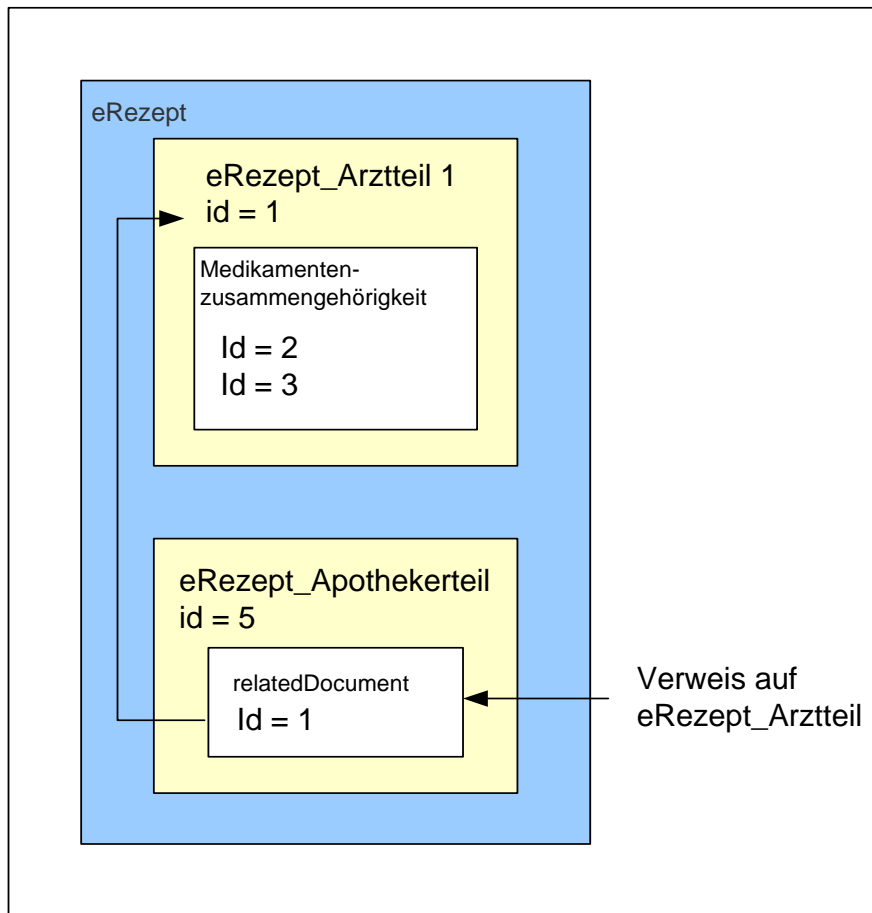 eRezept
eRezept_Arztteil 1
id = 1
Medikamenten-
zusammengehörigkeit
Id = 2
Id = 3
eRezept_Apothekerteil
id = 5
relatedDocument
Id = 1
Verweis auf
eRezept_Arztteil